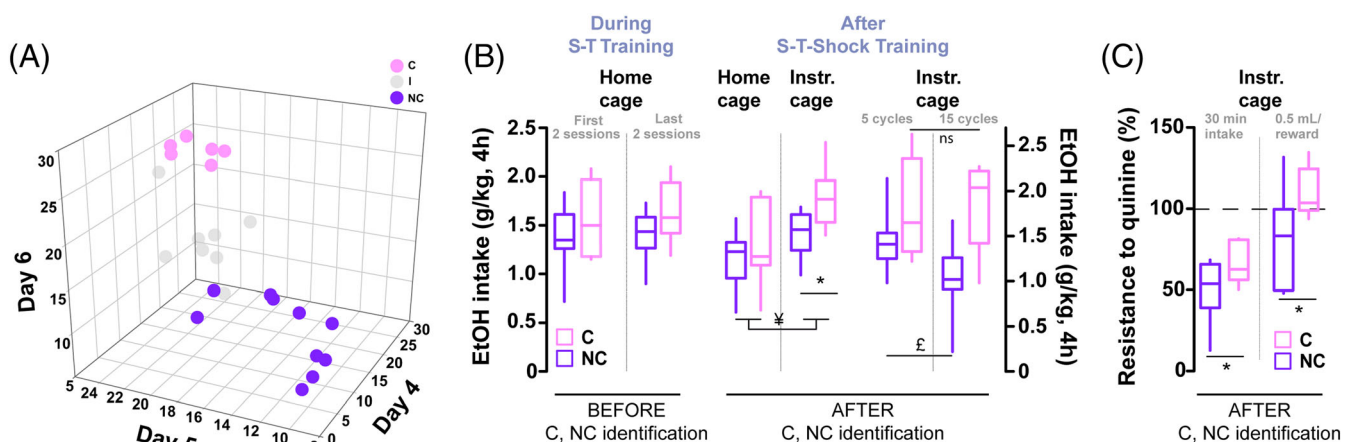 (A)
C
I
NC
30
25
20
15
10
5
Day 6
24 22 20 18 16 14 12 10
Day 5
0 5 10 15 20 25 30
Day 4
(B)
During
S-T Training
After
S-T-Shock Training
Home
cage
Home
cage
Instr.
cage
Instr.
cage
First
2 sessions
Last
2 sessions
5 cycles
15 cycles
ns
EtOH intake (g/kg, 4h)
2.5
2.0
1.5
1.0
0.5
0
C
NC
¥
*
£
2.5
2.0
1.5
1.0
0.5
0
EtOH intake (g/kg, 4h)
BEFORE
C, NC identification
AFTER
C, NC identification
(C)
Instr.
cage
30 min
intake
0.5 mL/
reward
Resistance to quinine (%)
150
100
50
0
C
NC
*
*
AFTER
C, NC identification